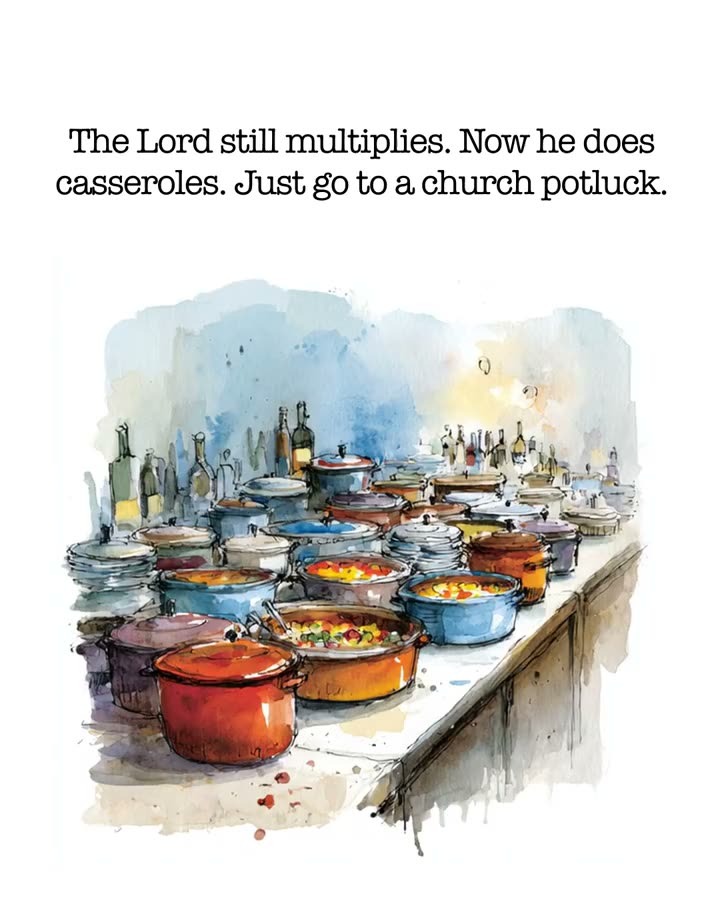 The Lord still multiplies. Now he does
casseroles. Just go to a church potluck.